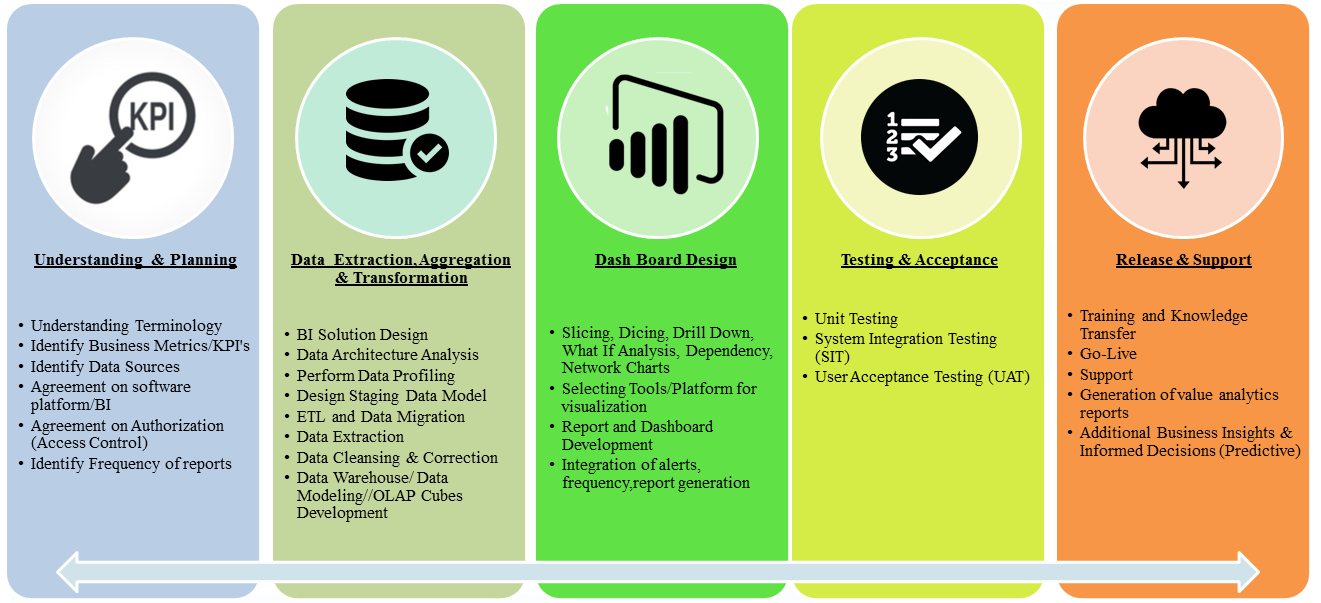 KPI
Understanding & Planning
• Understanding Terminology
• Identify Business Metrics/KPI's
• Identify Data Sources
• Agreement on software
platform/BI
• Agreement on Authorization
(Access Control)
• Identify Frequency of reports
Data Extraction, Aggregation
& Transformation
• BI Solution Design
• Data Architecture Analysis
• Perform Data Profiling
• Design Staging Data Model
• ETL and Data Migration
• Data Extraction
• Data Cleansing & Correction
• Data Warehouse/ Data
Modeling//OLAP Cubes
Development
Dash Board Design
• Slicing, Dicing, Drill Down,
What If Analysis, Dependency,
Network Charts
• Selecting Tools/Platform for
visualization
• Report and Dashboard
Development
• Integration of alerts,
frequency,report generation
1
2
3
Testing & Acceptance
• Unit Testing
• System Integration Testing
(SIT)
• User Acceptance Testing (UAT)
Release & Support
• Training and Knowledge
Transfer
• Go-Live
• Support
• Generation of value analytics
reports
• Additional Business Insights &
Informed Decisions (Predictive)